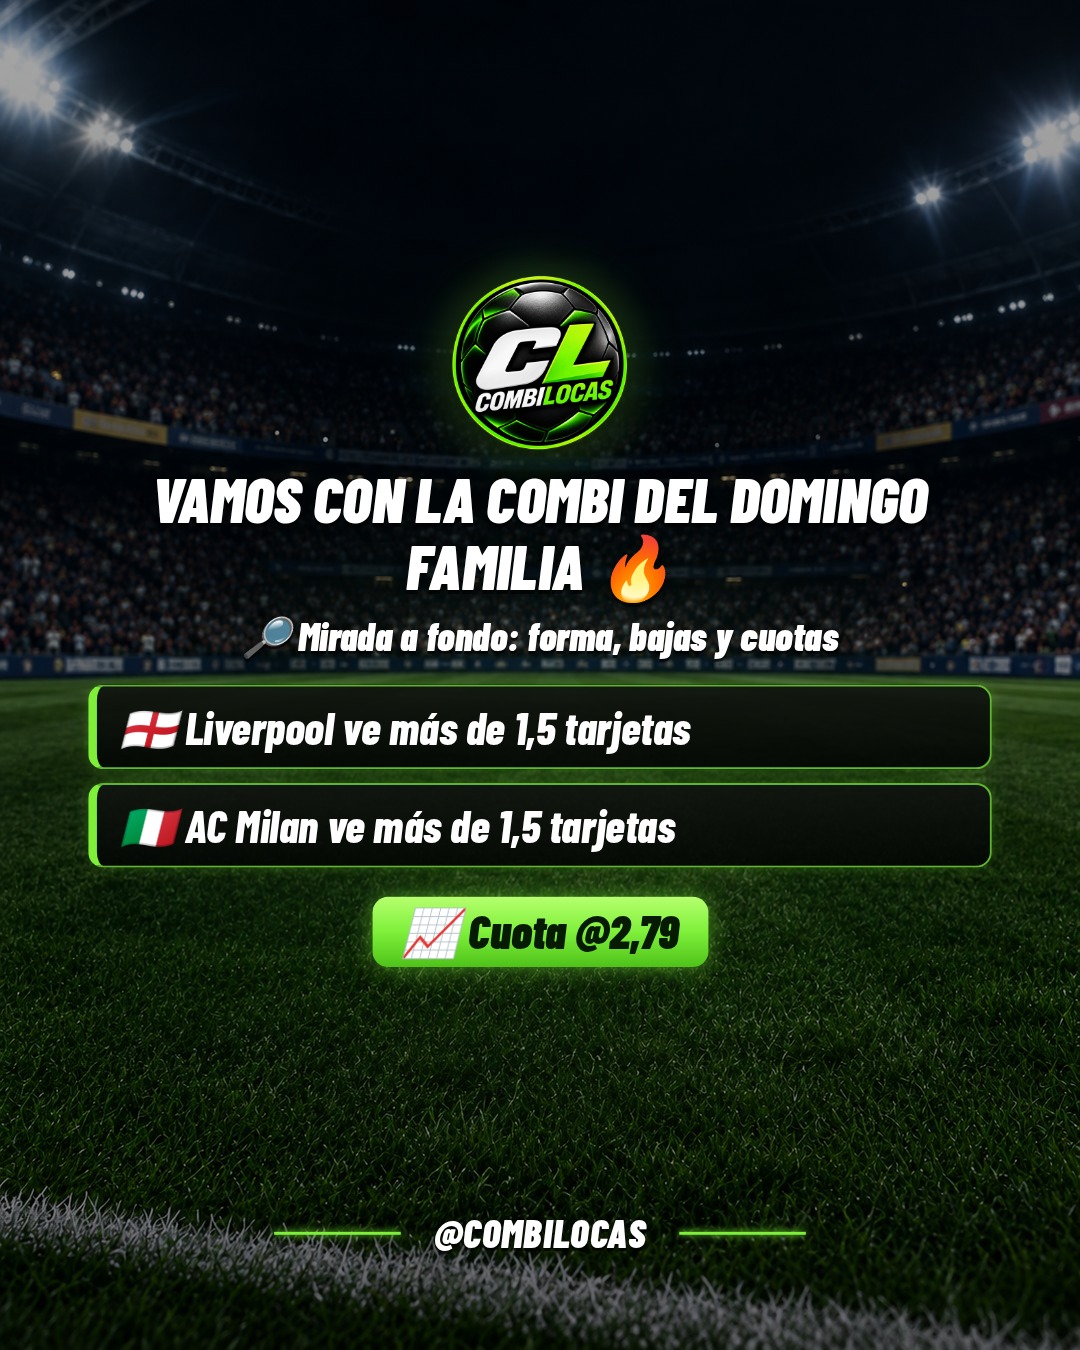 CL
COMBILOCAS
VAMOS CON LA COMBI DEL DOMINGO
FAMILIA 🔥
🔎 Mirada a fondo: forma, bajas y cuotas
🏴󠁧󠁢󠁥󠁮󠁧󠁿 Liverpool ve más de 1,5 tarjetas
🇮🇹 AC Milan ve más de 1,5 tarjetas
📈 Cuota @2,79
@COMBILOCAS